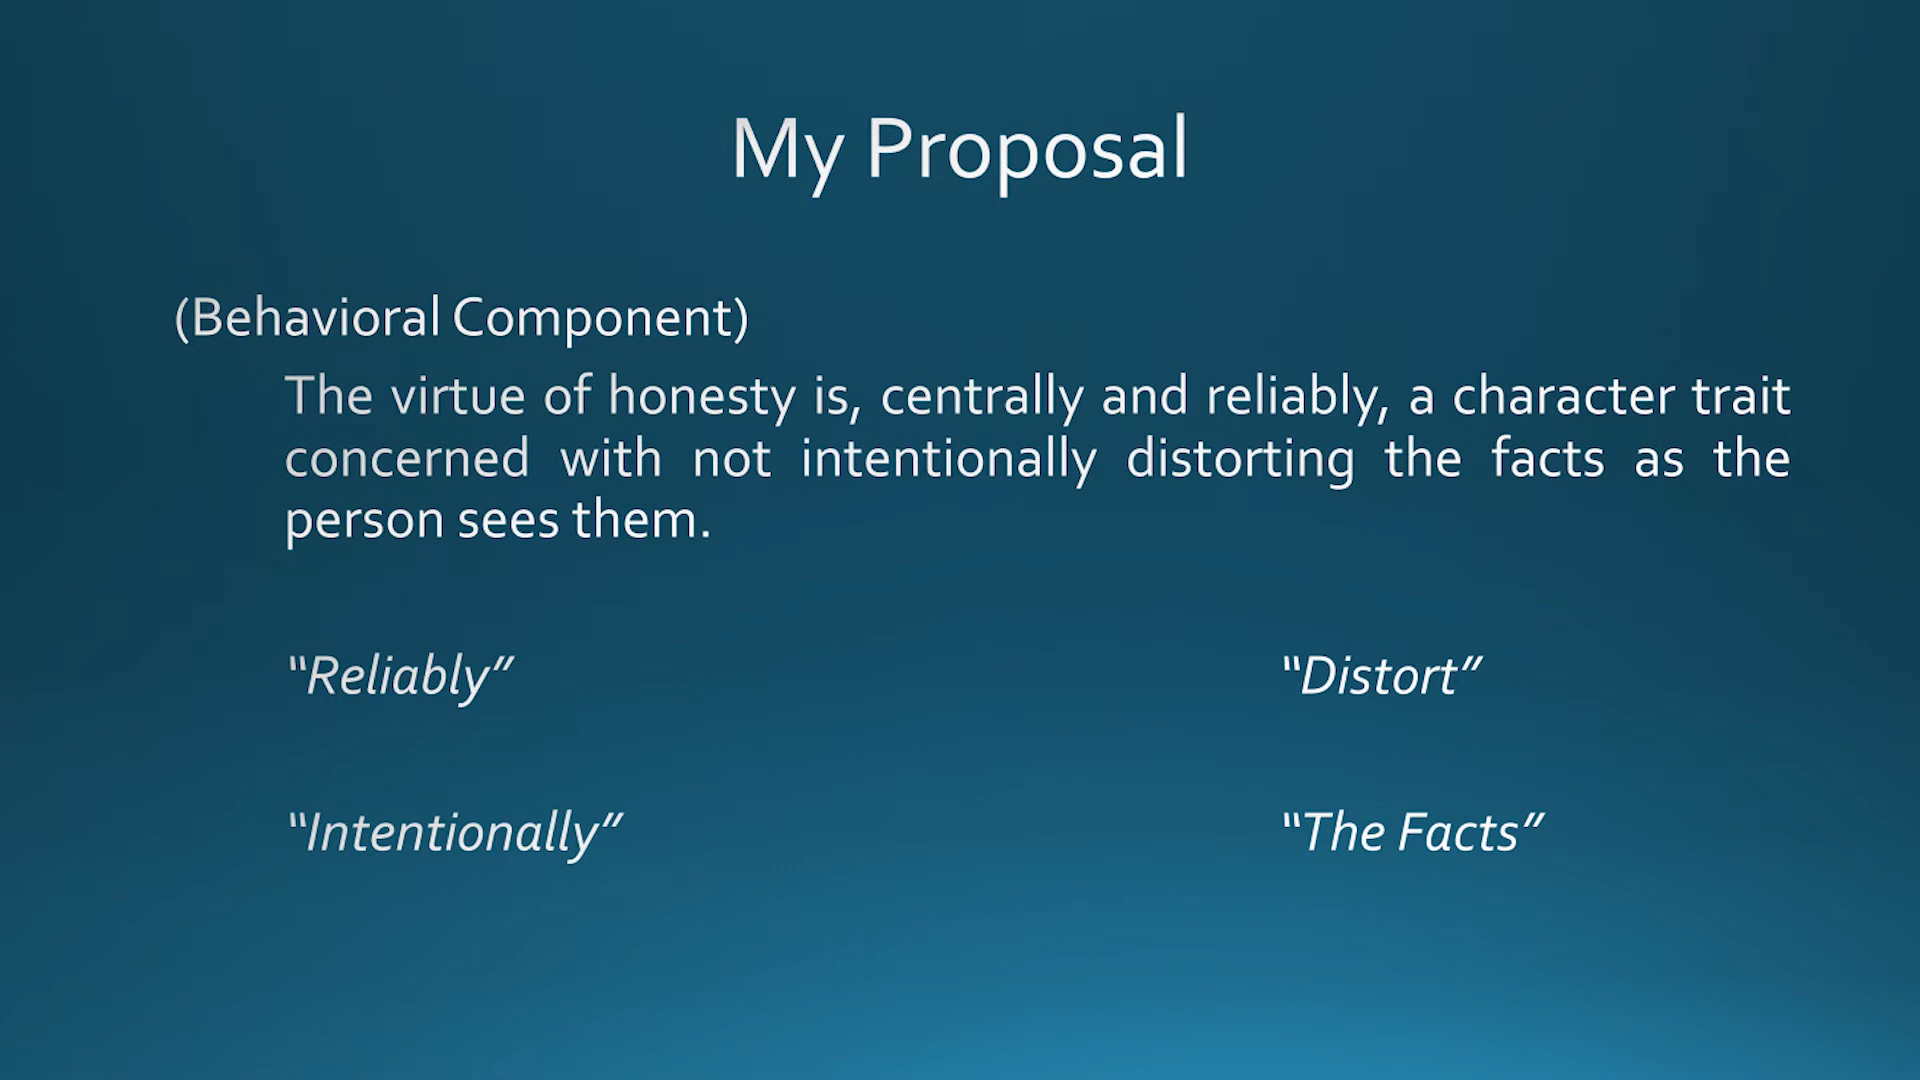 My Proposal
(Behavioral Component)
The virtue of honesty is, centrally and reliably, a character trait
concerned with not intentionally distorting the facts as the
person sees them.
“Reliably”
“Distort”
“Intentionally”
“The Facts”